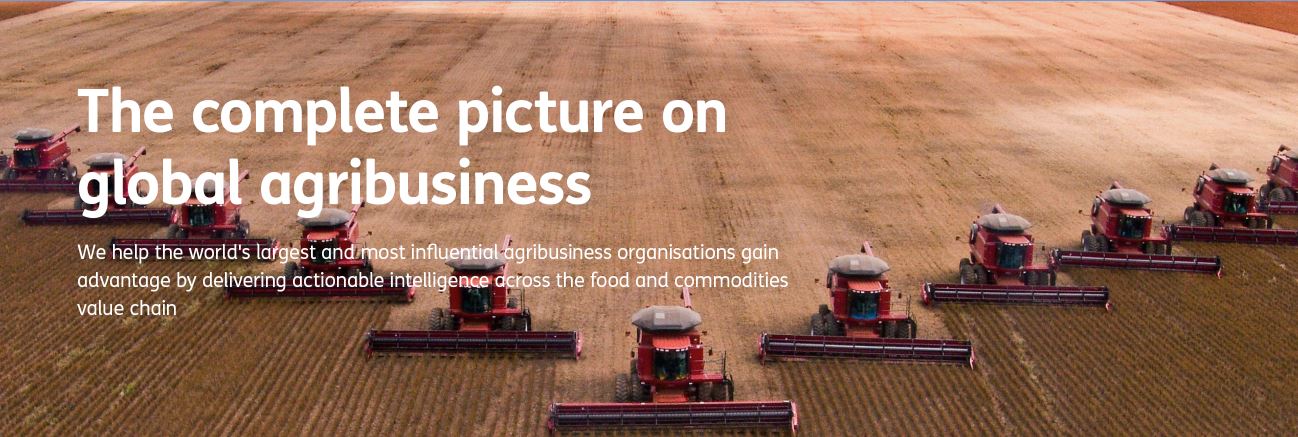 The complete picture on
global agribusiness
We help the world's largest and most influential agribusiness organisations gain
advantage by delivering actionable intelligence across the food and commodities
value chain